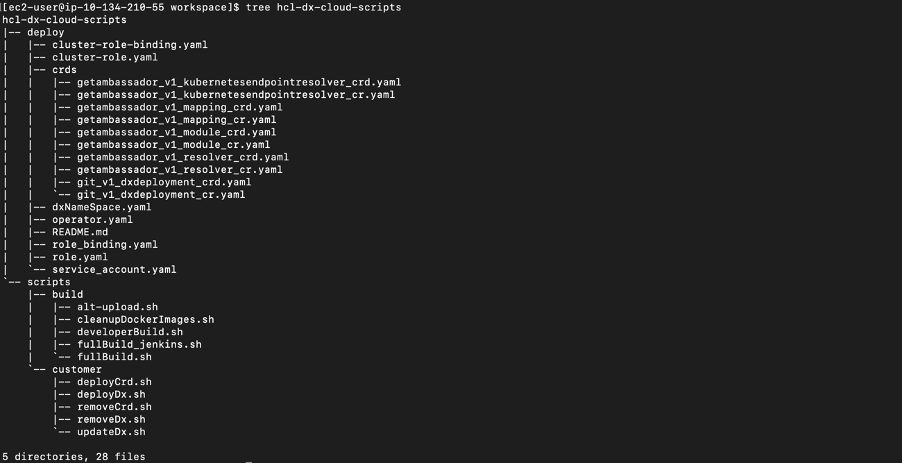 [ec2-user@ip-10-134-210-55 workspace]$ tree hcl-dx-cloud-scripts
hcl-dx-cloud-scripts
|-- deploy
|   |-- cluster-role-binding.yaml
|   |-- cluster-role.yaml
|   |-- crds
|   |   |-- getambassador_v1_kubernetesendpointresolver_crd.yaml
|   |   |-- getambassador_v1_kubernetesendpointresolver_cr.yaml
|   |   |-- getambassador_v1_mapping_crd.yaml
|   |   |-- getambassador_v1_mapping_cr.yaml
|   |   |-- getambassador_v1_module_crd.yaml
|   |   |-- getambassador_v1_module_cr.yaml
|   |   |-- getambassador_v1_resolver_crd.yaml
|   |   |-- getambassador_v1_resolver_cr.yaml
|   |   |-- git_v1_dxdeployment_crd.yaml
|   |   `-- git_v1_dxdeployment_cr.yaml
|   |-- dxNameSpace.yaml
|   |-- operator.yaml
|   |-- README.md
|   |-- role_binding.yaml
|   |-- role.yaml
|   `-- service_account.yaml
`-- scripts
    |-- build
    |   |-- alt-upload.sh
    |   |-- cleanupDockerImages.sh
    |   |-- developerBuild.sh
    |   |-- fullBuild_jenkins.sh
    |   `-- fullBuild.sh
    `-- customer
        |-- deployCrd.sh
        |-- deployDx.sh
        |-- removeCrd.sh
        |-- removeDx.sh
        `-- updateDx.sh
5 directories, 28 files